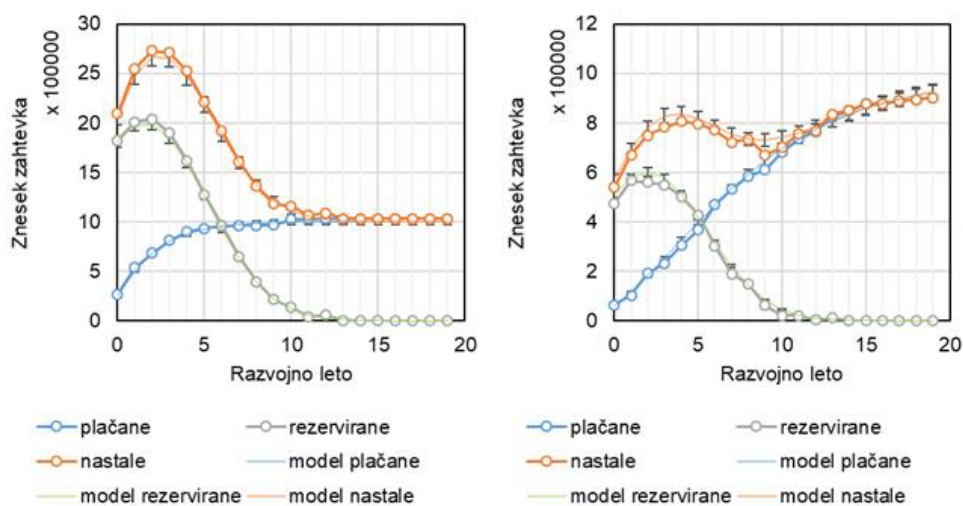 30
25
20
15
10
5
0
Znesek zahtevka
x 100000
0 5 10 15 20
Razvojno leto
plačane
rezervirane
nastale
model plačane
model rezervirane
model nastale
12
10
8
6
4
2
0
Znesek zahtevka
x 100000
0 5 10 15 20
Razvojno leto
plačane
rezervirane
nastale
model plačane
model rezervirane
model nastale